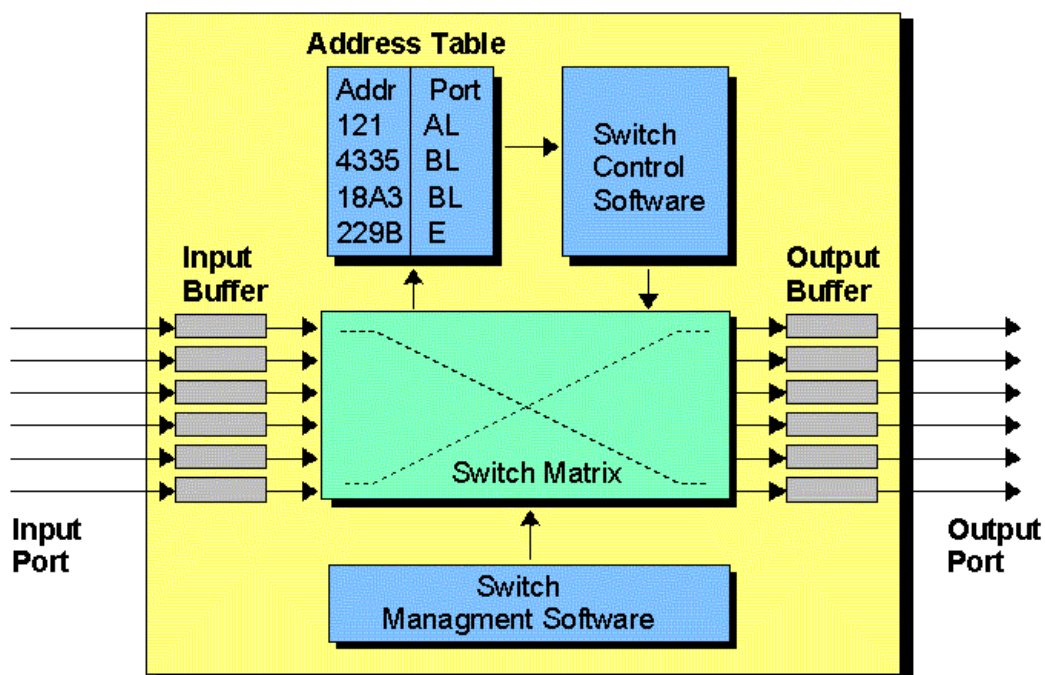 Address Table
Addr Port
121 AL
4335 BL
18A3 BL
229B E
Switch
Control
Software
Input
Buffer
Output
Buffer
Switch Matrix
Input
Port
Output
Port
Switch
Managment Software